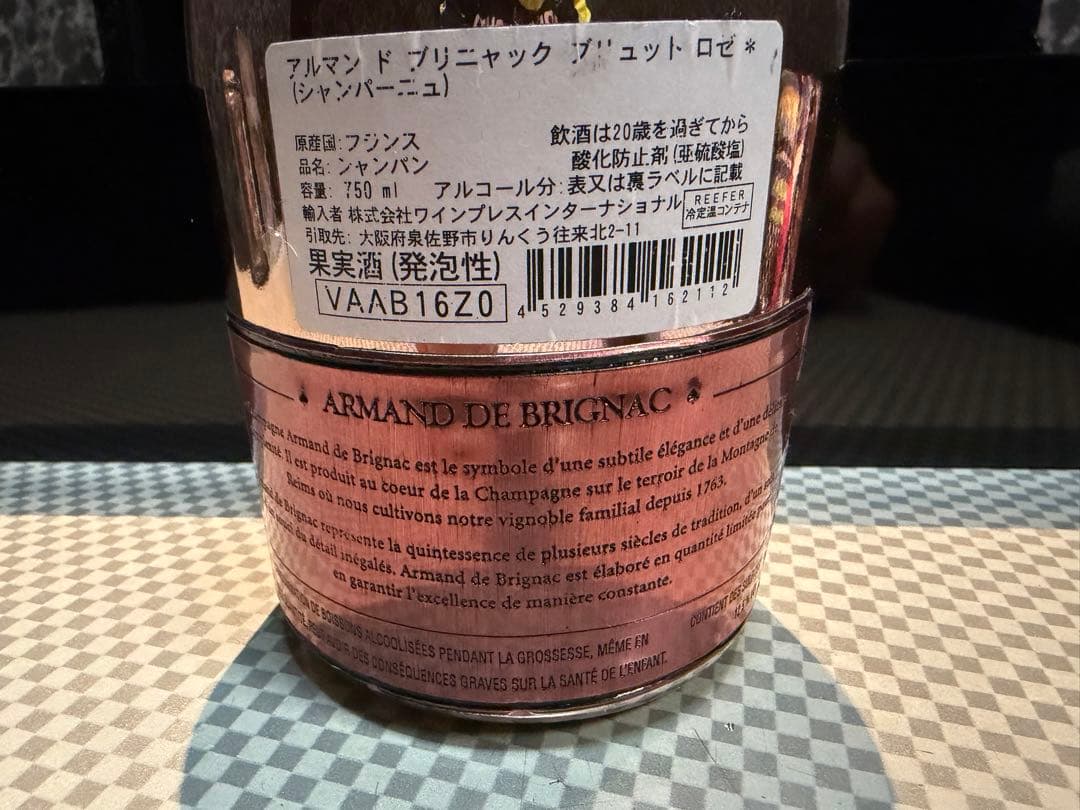 アルマン ド ブリニャック ブリュット ロゼ *
(シャンパーニュ)
原産国: フランス
飲酒は20歳を過ぎてから
品名: シャンパン
酸化防止剤 (亜硫酸塩)
容量: 750 ml アルコール分: 表又は裏ラベルに記載
輸入者 株式会社ワインプレスインターナショナル
REEFER
冷定温コンテナ
引取先: 大阪府泉佐野市りんくう往来北2-11
果実酒 (発泡性)
VAAB16Z0
4 529384 162112
ARMAND DE BRIGNAC
Armand de Brignac est le symbole d'une subtile élégance et d'une
Il est produit au coeur de la Champagne sur le terroir de la Montagne
Reims où nous cultivons notre vignoble familial depuis 1763.
de Brignac représente la quintessence de plusieurs siècles de tradition, d'un
du détail inégalés. Armand de Brignac est élaboré en quantité limitée
en garantir l'excellence de manière constante.
DE BOISSONS ALCOOLISÉES PENDANT LA GROSSESSE, MÊME EN
DES CONSÉQUENCES GRAVES SUR LA SANTÉ DE L'ENFANT.
CONTIENT DES